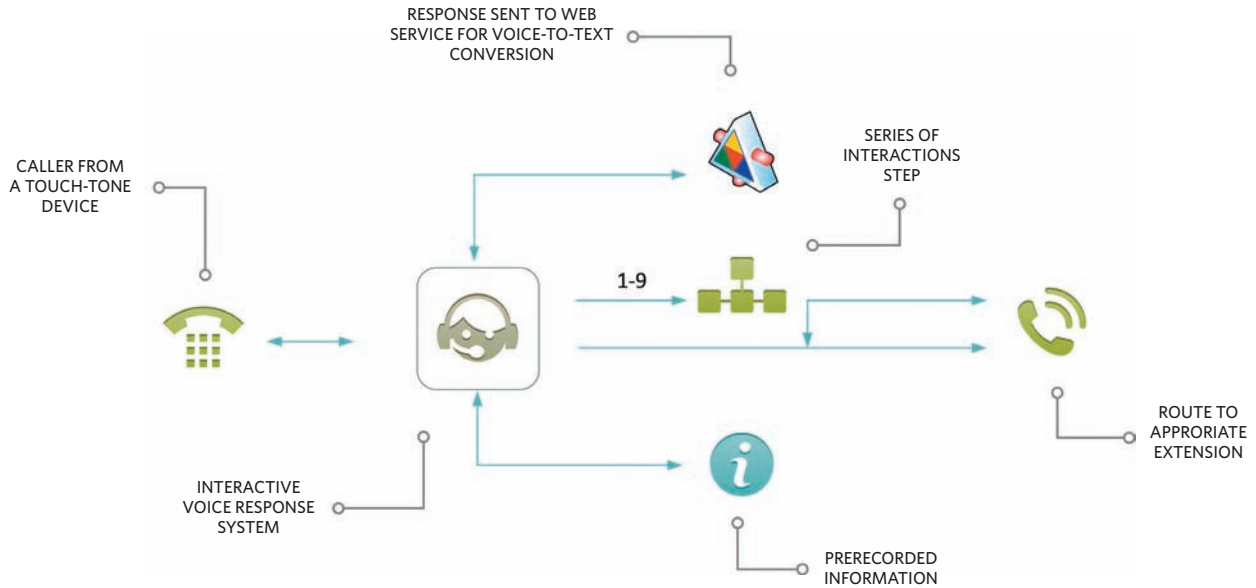 RESPONSE SENT TO WEB
SERVICE FOR VOICE-TO-TEXT
CONVERSION
SERIES OF
INTERACTIONS
STEP
CALLER FROM
A TOUCH-TONE
DEVICE
1-9
ROUTE TO
APPRORIATE
EXTENSION
INTERACTIVE
VOICE RESPONSE
SYSTEM
PRERECORDED
INFORMATION